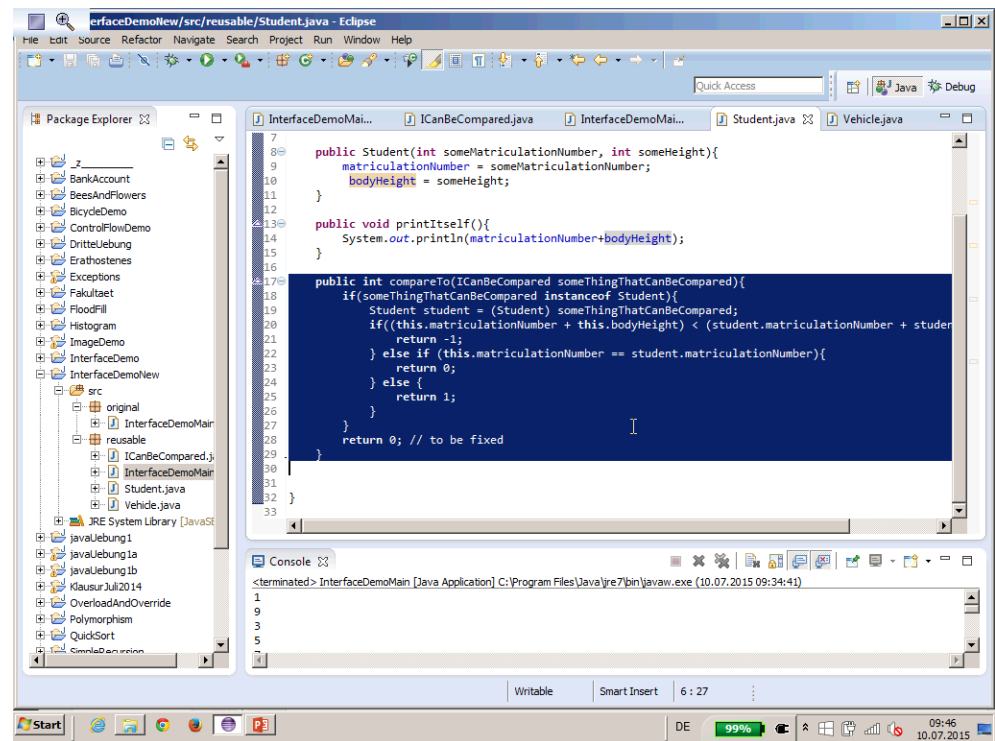 erfaceDemoNew/src/reusable/Student.java - Eclipse
File Edit Source Refactor Navigate Search Project Run Window Help
Quick Access
Java
Debug
Package Explorer
_z_________
BankAccount
BeesAndFlowers
BicycleDemo
ControlFlowDemo
DritteUebung
Erathostenes
Exceptions
Fakultaet
FloodFill
Histogram
ImageDemo
InterfaceDemo
InterfaceDemoNew
src
original
InterfaceDemoMain
reusable
ICanBeCompared.ja
InterfaceDemoMain
Student.java
Vehicle.java
JRE System Library [JavaSE
javaUebung1
javaUebung1a
javaUebung1b
KlausurJuli2014
OverloadAndOverride
Polymorphism
QuickSort
SimpleRecursion
InterfaceDemoMai... ICanBeCompared.java InterfaceDemoMai... Student.java Vehicle.java
7
8 public Student(int someMatriculationNumber, int someHeight){
9 matriculationNumber = someMatriculationNumber;
10 bodyHeight = someHeight;
11 }
12
13 public void printItself(){
14 System.out.println(matriculationNumber+bodyHeight);
15 }
16
17 public int compareTo(ICanBeCompared someThingThatCanBeCompared){
18 if(someThingThatCanBeCompared instanceof Student){
19 Student student = (Student) someThingThatCanBeCompared;
20 if((this.matriculationNumber + this.bodyHeight) < (student.matriculationNumber + studen
21 return -1;
22 } else if (this.matriculationNumber == student.matriculationNumber){
23 return 0;
24 } else {
25 return 1;
26 }
27 }
28 return 0; // to be fixed
29 }
30
31
32 }
33
Console
<terminated> InterfaceDemoMain [Java Application] C:\Program Files\Java\jre7\bin\javaw.exe (10.07.2015 09:34:41)
1
9
3
5
Writable Smart Insert 6 : 27
Start
DE
99%
09:46
10.07.2015